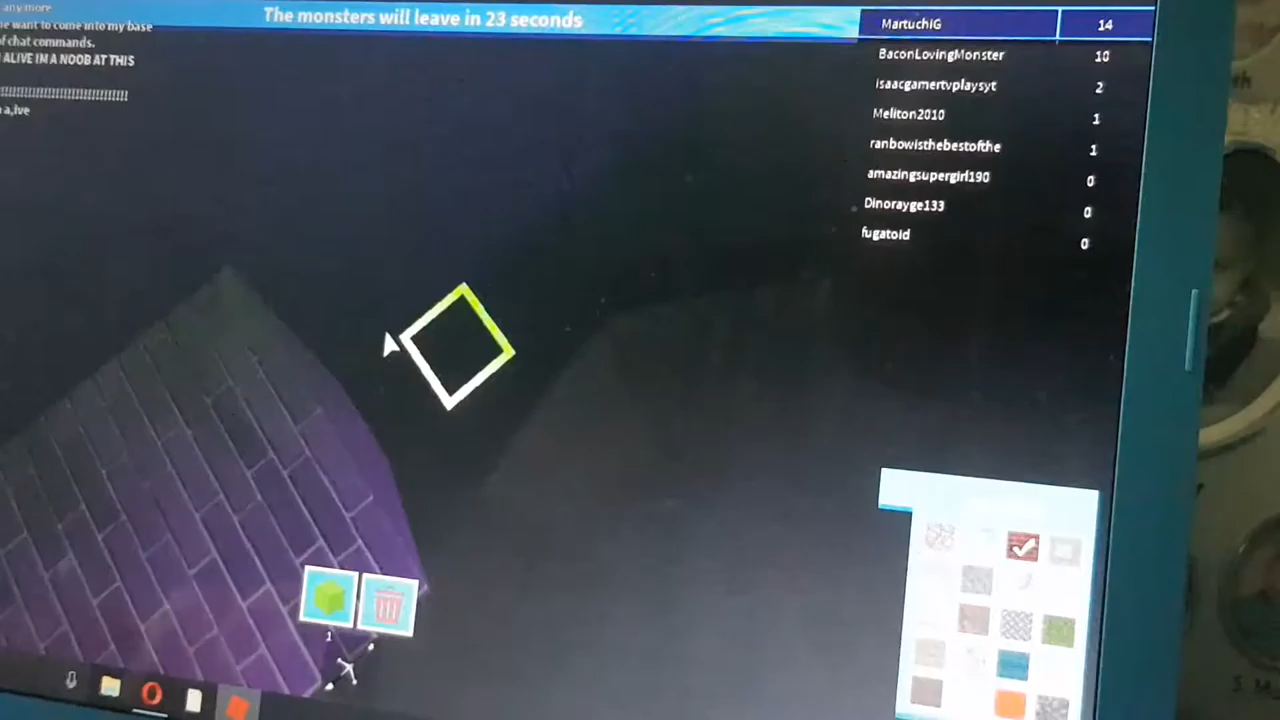 any more
The monsters will leave in 23 seconds
MartuchiG 14
want to come into my base
of chat commands.
BaconLovingMonster 10
ALIVE IM A NOOB AT THIS
isaacgamertvplaysyt 2
!!!!!!!!!!!!!!!!!!!!!!!!!!!!!!!!
a,ive
Meliton2010 1
ranbowisthebestofthe 1
amazingsupergirl190 0
Dinorayge133 0
fugatoid 0
1